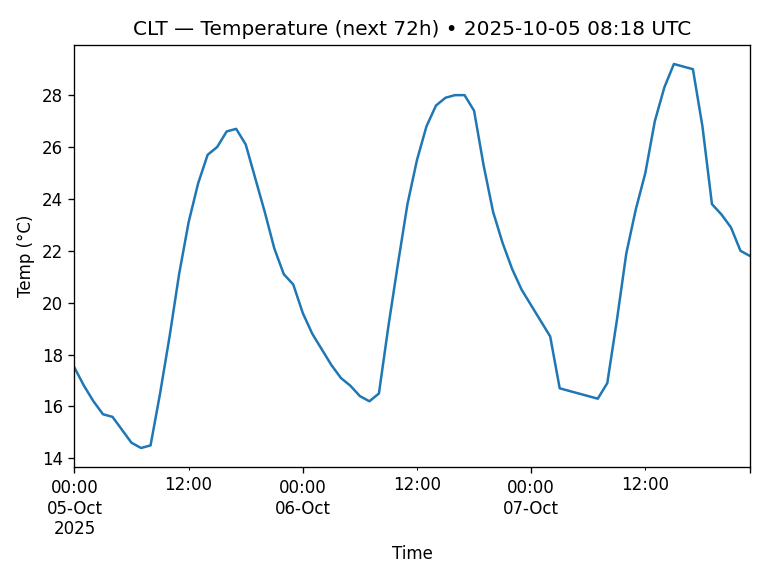 CLT — Temperature (next 72h) • 2025-10-05 08:18 UTC
Temp (°C)
28
26
24
22
20
18
16
14
00:00 12:00 00:00 12:00 00:00 12:00
05-Oct 06-Oct 07-Oct
2025
Time